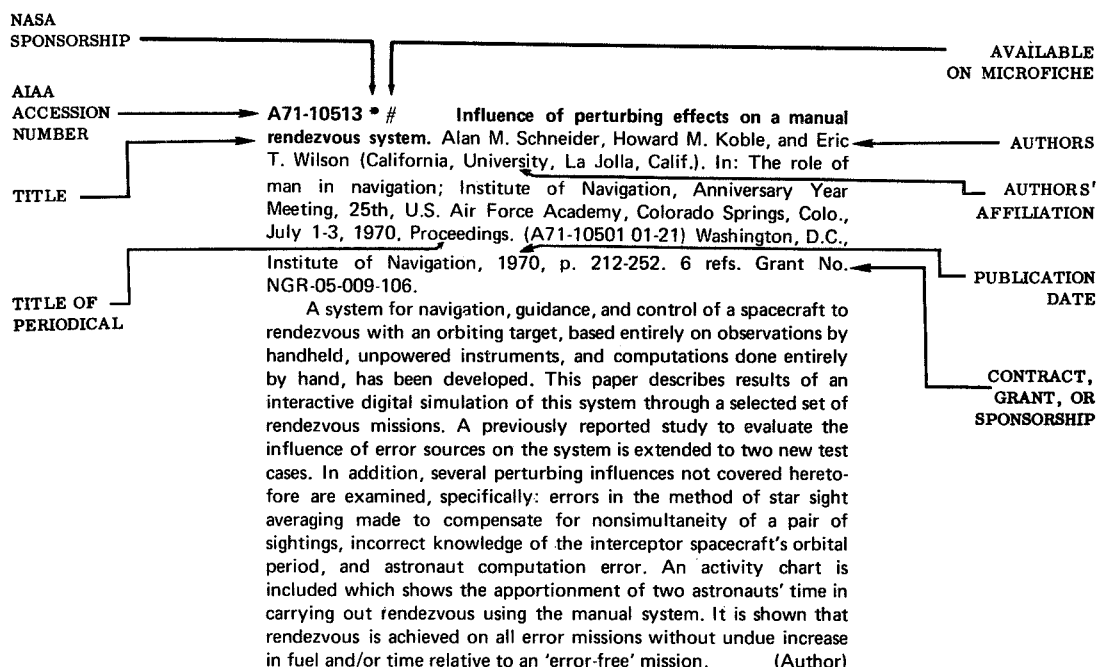 NASA
SPONSORSHIP
AVAILABLE
ON MICROFICHE
AIAA
ACCESSION
NUMBER
TITLE
TITLE OF
PERIODICAL
A71-10513 * # Influence of perturbing effects on a manual
rendezvous system. Alan M. Schneider, Howard M. Koble, and Eric
T. Wilson (California, University, La Jolla, Calif.). In: The role of
man in navigation; Institute of Navigation, Anniversary Year
Meeting, 25th, U.S. Air Force Academy, Colorado Springs, Colo.,
July 1-3, 1970, Proceedings. (A71-10501 01-21) Washington, D.C.,
Institute of Navigation, 1970, p. 212-252. 6 refs. Grant No.
NGR-05-009-106.
A system for navigation, guidance, and control of a spacecraft to
rendezvous with an orbiting target, based entirely on observations by
handheld, unpowered instruments, and computations done entirely
by hand, has been developed. This paper describes results of an
interactive digital simulation of this system through a selected set of
rendezvous missions. A previously reported study to evaluate the
influence of error sources on the system is extended to two new test
cases. In addition, several perturbing influences not covered hereto-
fore are examined, specifically: errors in the method of star sight
averaging made to compensate for nonsimultaneity of a pair of
sightings, incorrect knowledge of the interceptor spacecraft's orbital
period, and astronaut computation error. An activity chart is
included which shows the apportionment of two astronauts' time in
carrying out rendezvous using the manual system. It is shown that
rendezvous is achieved on all error missions without undue increase
in fuel and/or time relative to an 'error-free' mission. (Author)
AUTHORS
AUTHORS'
AFFILIATION
PUBLICATION
DATE
CONTRACT,
GRANT, OR
SPONSORSHIP